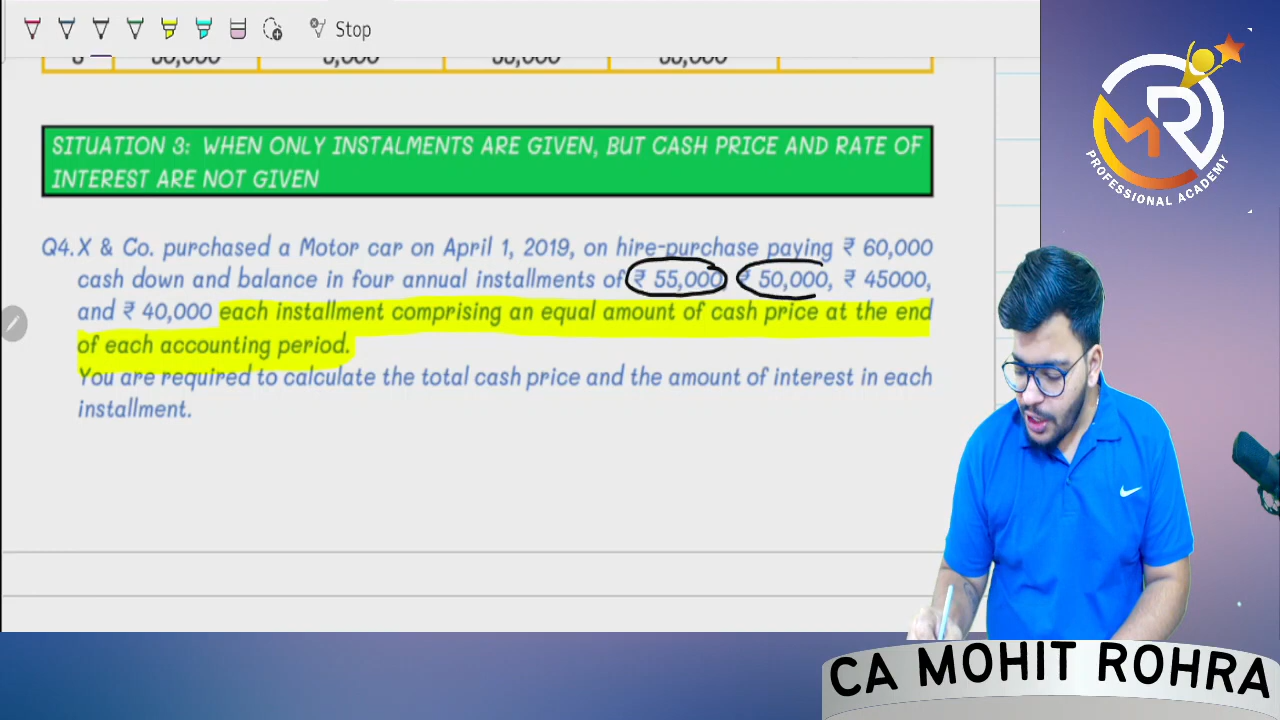 Stop
SITUATION 3: WHEN ONLY INSTALMENTS ARE GIVEN, BUT CASH PRICE AND RATE OF
INTEREST ARE NOT GIVEN
Q4. X & Co. purchased a Motor car on April 1, 2019, on hire-purchase paying ₹ 60,000
cash down and balance in four annual installments of ₹ 55,000, ₹ 50,000, ₹ 45000,
and ₹ 40,000 each installment comprising an equal amount of cash price at the end
of each accounting period.
You are required to calculate the total cash price and the amount of interest in each
installment.
MR
PROFESSIONAL ACADEMY
CA MOHIT ROHRA